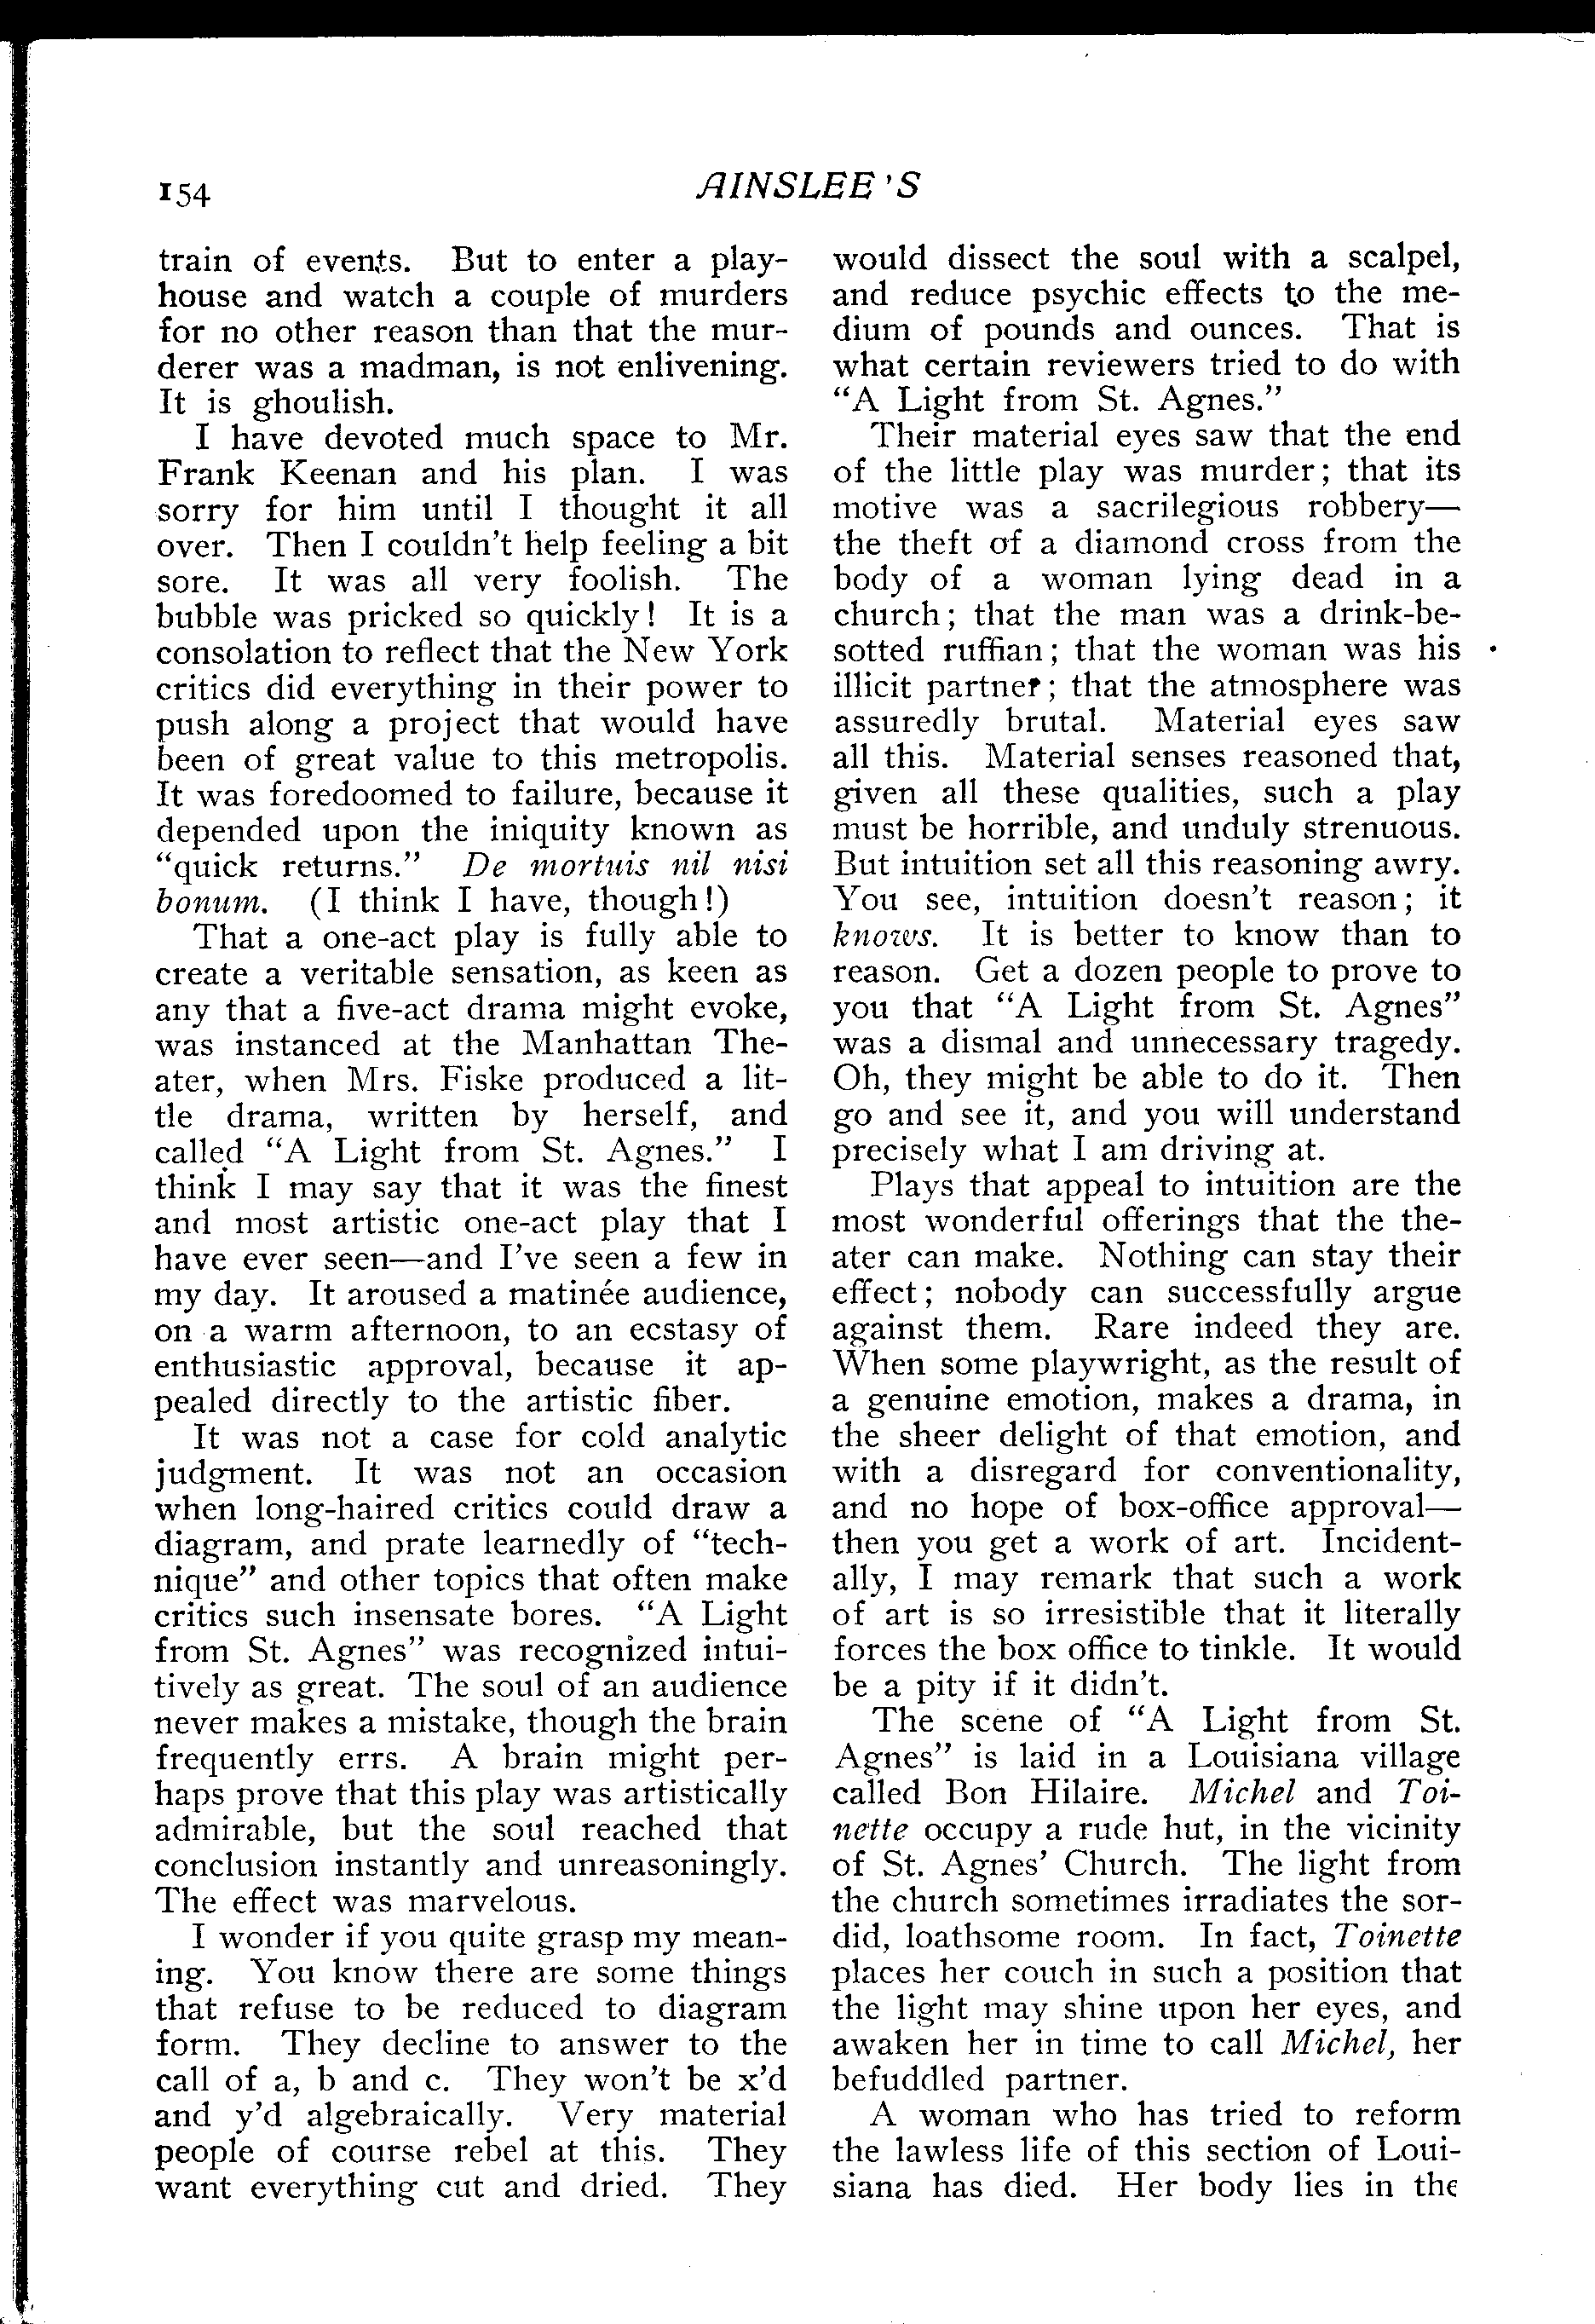 154
AINSLEE'S
train of events. But to enter a play-
house and watch a couple of murders
for no other reason than that the mur-
derer was a madman, is not enlivening.
It is ghoulish.
I have devoted much space to Mr.
Frank Keenan and his plan. I was
sorry for him until I thought it all
over. Then I couldn't help feeling a bit
sore. It was all very foolish. The
bubble was pricked so quickly! It is a
consolation to reflect that the New York
critics did everything in their power to
push along a project that would have
been of great value to this metropolis.
It was foredoomed to failure, because it
depended upon the iniquity known as
"quick returns." De mortuis nil nisi
bonum. (I think I have, though!)
That a one-act play is fully able to
create a veritable sensation, as keen as
any that a five-act drama might evoke,
was instanced at the Manhattan The-
ater, when Mrs. Fiske produced a lit-
tle drama, written by herself, and
called "A Light from St. Agnes." I
think I may say that it was the finest
and most artistic one-act play that I
have ever seen—and I've seen a few in
my day. It aroused a matinée audience,
on a warm afternoon, to an ecstasy of
enthusiastic approval, because it ap-
pealed directly to the artistic fiber.
It was not a case for cold analytic
judgment. It was not an occasion
when long-haired critics could draw a
diagram, and prate learnedly of "tech-
nique" and other topics that often make
critics such insensate bores. "A Light
from St. Agnes" was recognized intui-
tively as great. The soul of an audience
never makes a mistake, though the brain
frequently errs. A brain might per-
haps prove that this play was artistically
admirable, but the soul reached that
conclusion instantly and unreasoningly.
The effect was marvelous.
I wonder if you quite grasp my mean-
ing. You know there are some things
that refuse to be reduced to diagram
form. They decline to answer to the
call of a, b and c. They won't be x'd
and y'd algebraically. Very material
people of course rebel at this. They
want everything cut and dried. They
would dissect the soul with a scalpel,
and reduce psychic effects to the me-
dium of pounds and ounces. That is
what certain reviewers tried to do with
"A Light from St. Agnes."
Their material eyes saw that the end
of the little play was murder; that its
motive was a sacrilegious robbery—
the theft of a diamond cross from the
body of a woman lying dead in a
church; that the man was a drink-be-
sotted ruffian; that the woman was his
illicit partner; that the atmosphere was
assuredly brutal. Material eyes saw
all this. Material senses reasoned that,
given all these qualities, such a play
must be horrible, and unduly strenuous.
But intuition set all this reasoning awry.
You see, intuition doesn't reason; it
knows. It is better to know than to
reason. Get a dozen people to prove to
you that "A Light from St. Agnes"
was a dismal and unnecessary tragedy.
Oh, they might be able to do it. Then
go and see it, and you will understand
precisely what I am driving at.
Plays that appeal to intuition are the
most wonderful offerings that the the-
ater can make. Nothing can stay their
effect; nobody can successfully argue
against them. Rare indeed they are.
When some playwright, as the result of
a genuine emotion, makes a drama, in
the sheer delight of that emotion, and
with a disregard for conventionality,
and no hope of box-office approval—
then you get a work of art. Incident-
ally, I may remark that such a work
of art is so irresistible that it literally
forces the box office to tinkle. It would
be a pity if it didn't.
The scene of "A Light from St.
Agnes" is laid in a Louisiana village
called Bon Hilaire. Michel and Toi-
nette occupy a rude hut, in the vicinity
of St. Agnes' Church. The light from
the church sometimes irradiates the sor-
did, loathsome room. In fact, Toinette
places her couch in such a position that
the light may shine upon her eyes, and
awaken her in time to call Michel, her
befuddled partner.
A woman who has tried to reform
the lawless life of this section of Loui-
siana has died. Her body lies in the